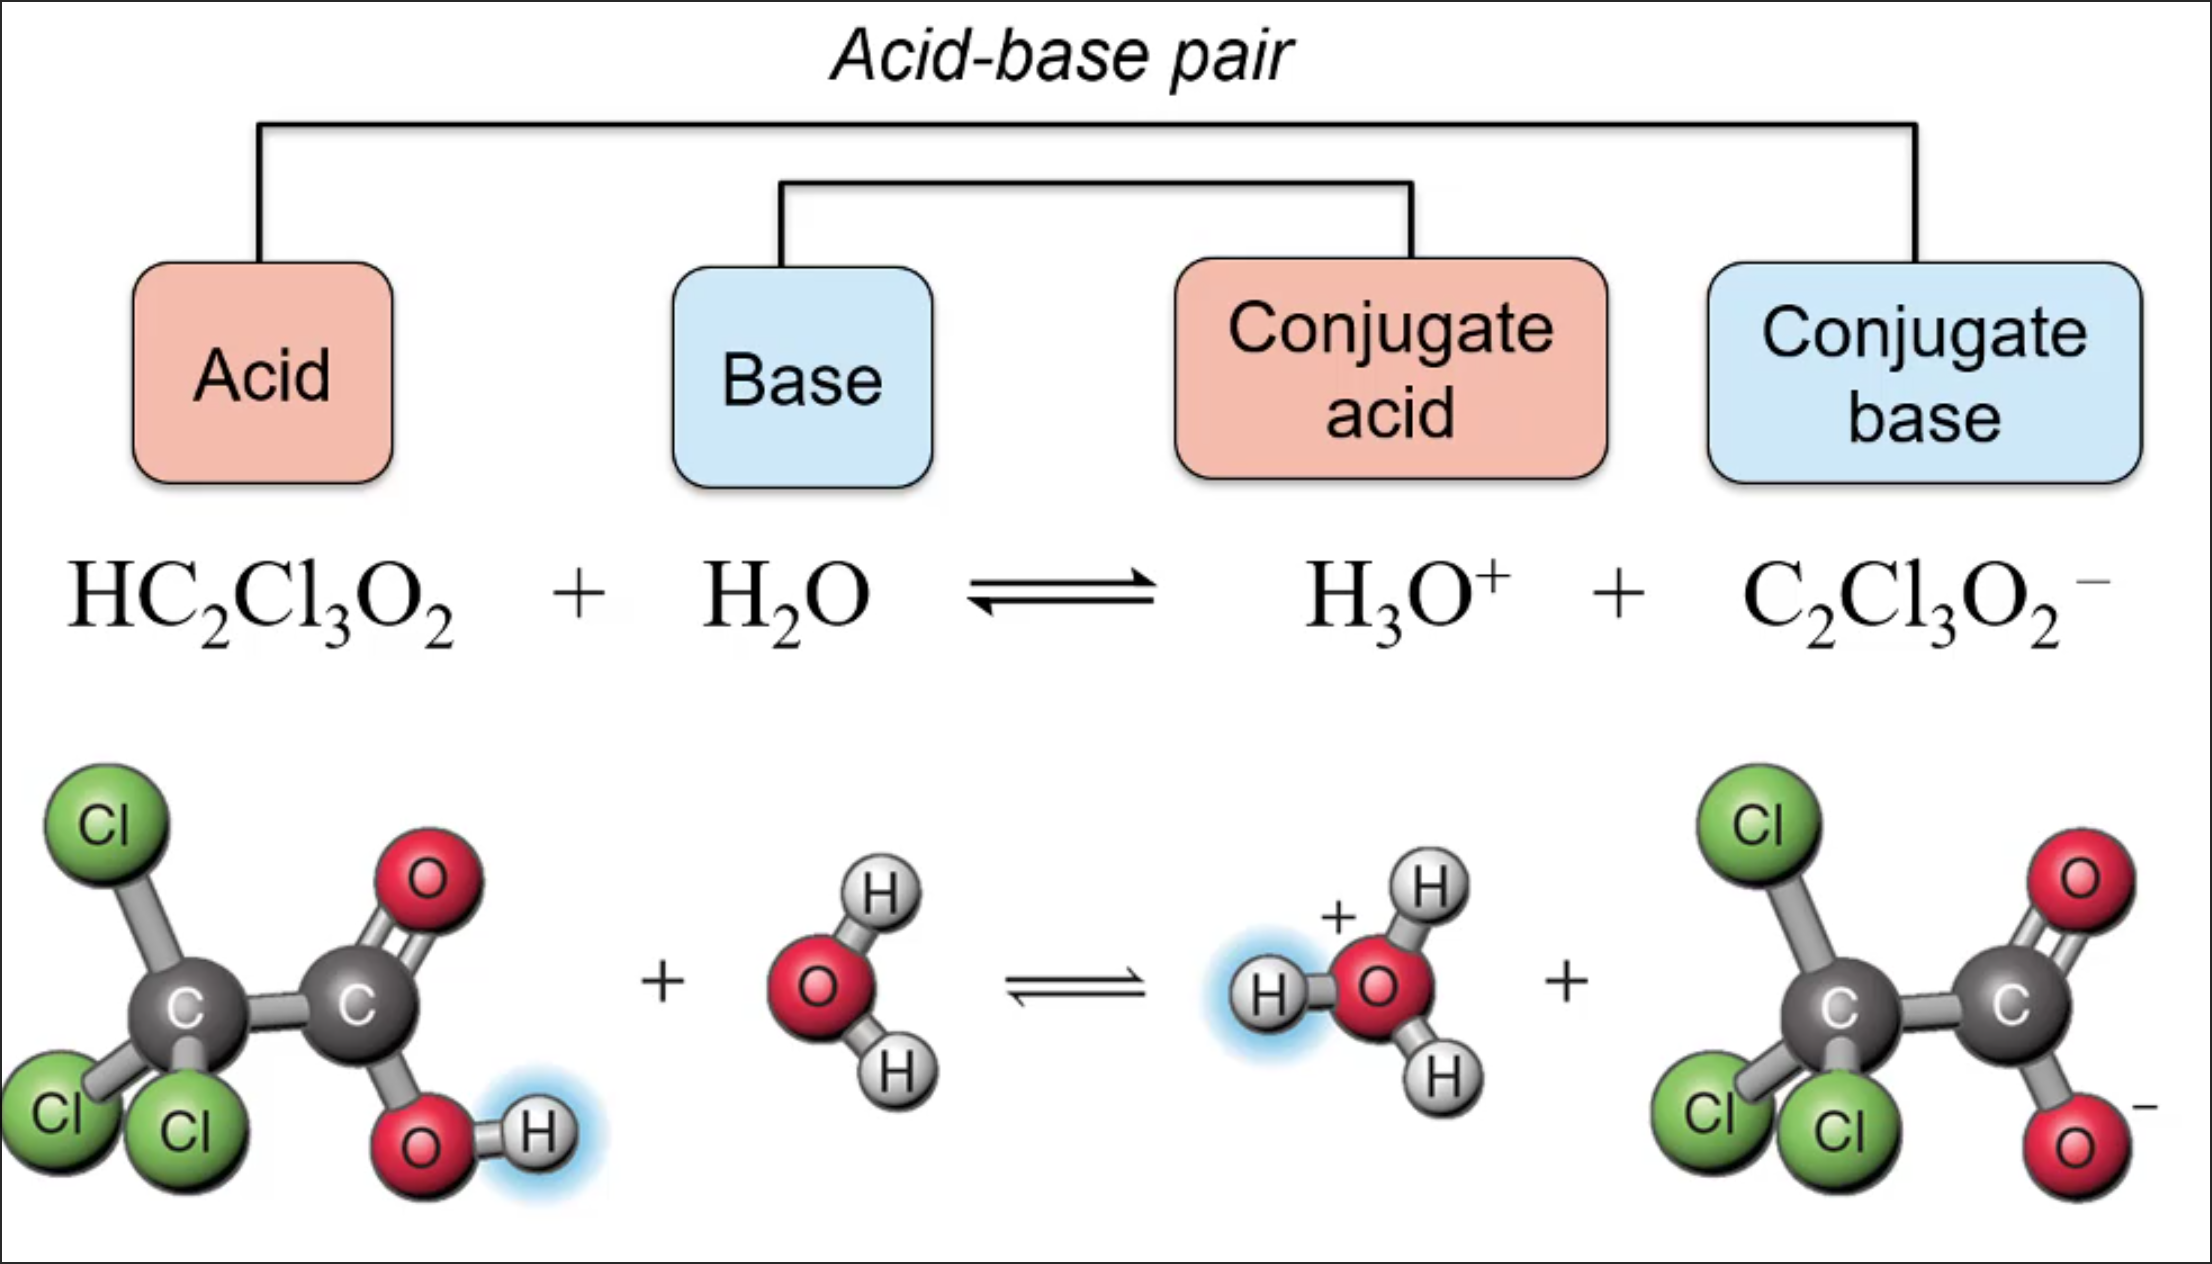 Acid-base pair
Acid
Base
Conjugate
acid
Conjugate
base
HC₂Cl₃O₂ + H₂O ⇌ H₃O⁺ + C₂Cl₃O₂⁻
Cl
Cl
Cl
C
C
O
O
H
+
O
H
H
⇌
H
+
O
H
H
+
Cl
Cl
Cl
C
C
O
O
−